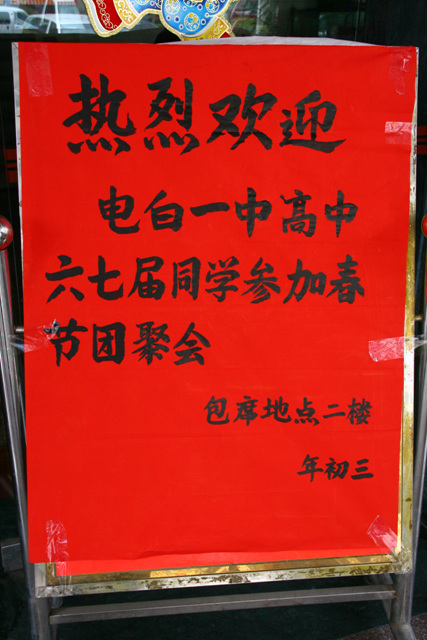 热烈欢迎
电白一中高中
六七届同学参加春
节团聚会
包席地点二楼
年初三